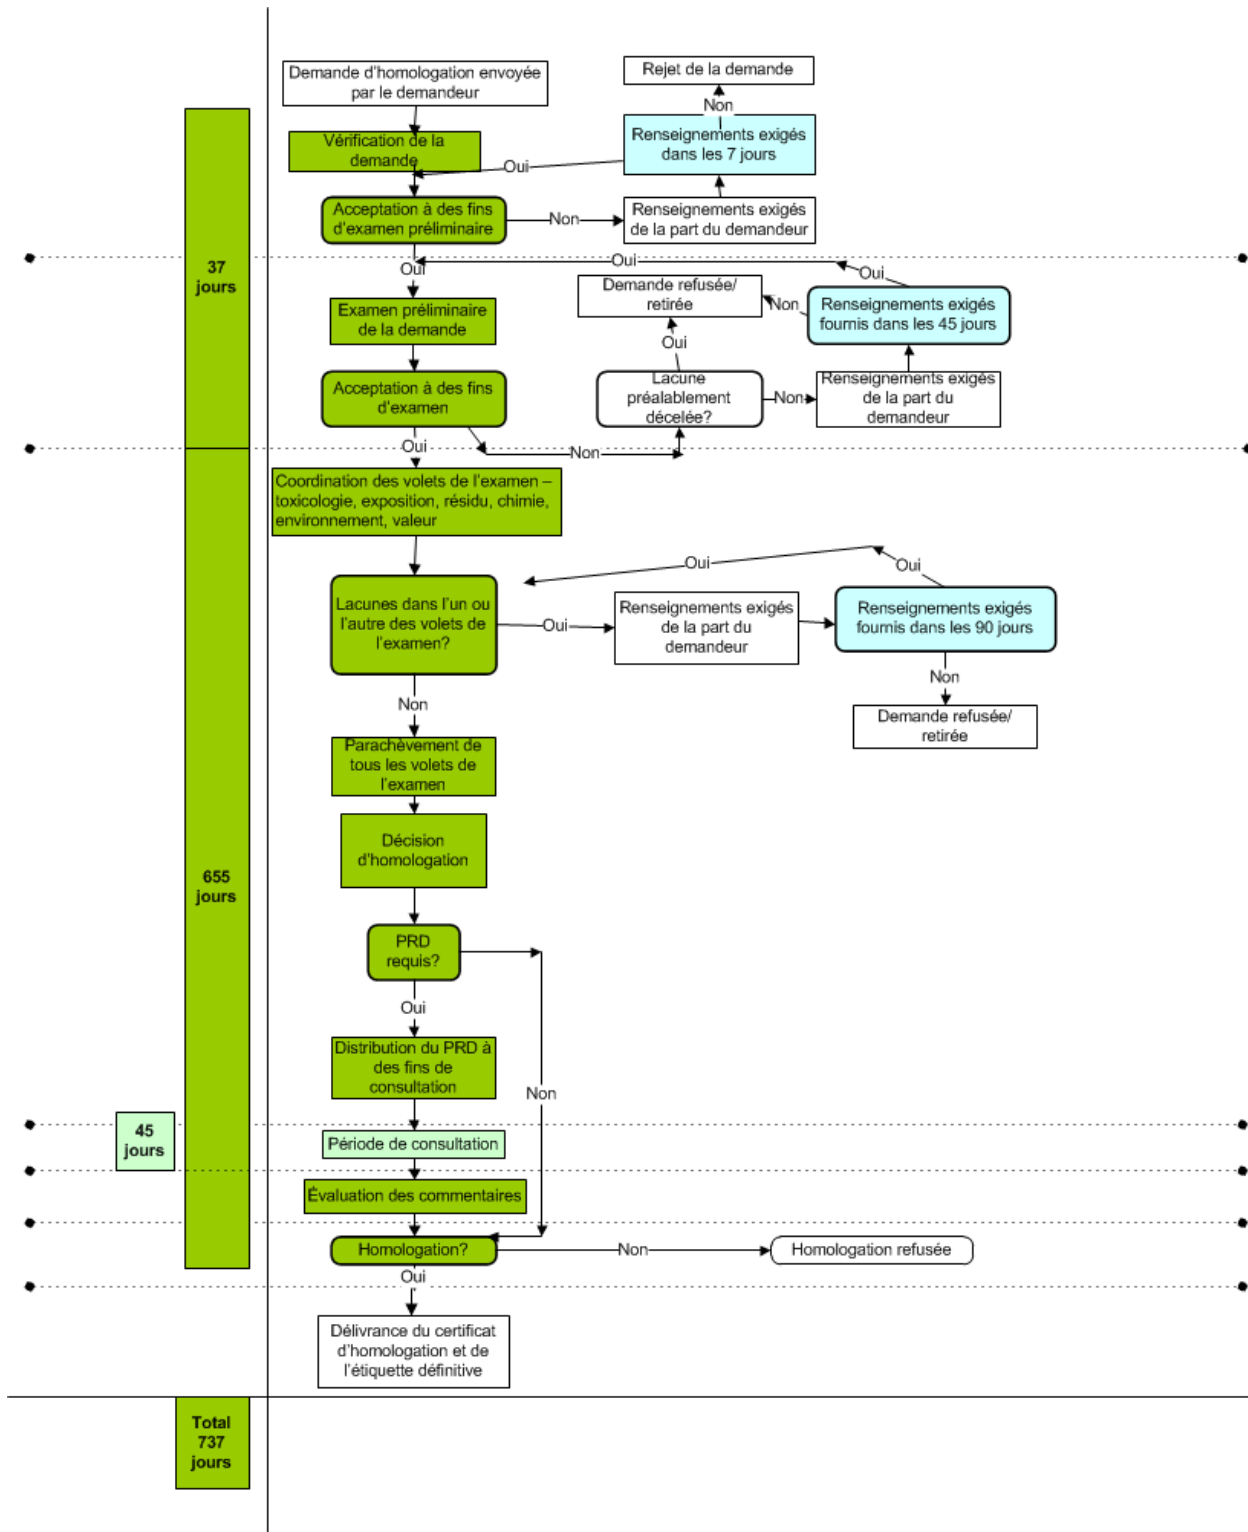 Demande d'homologation envoyée
par le demandeur
Rejet de la demande
Non
Vérification de la
demande
Renseignements exigés
dans les 7 jours
Oui
Acceptation à des fins
d'examen préliminaire
Non
Renseignements exigés
de la part du demandeur
37
jours
Oui
Oui
Oui
Demande refusée/
retirée
Non
Renseignements exigés
fournis dans les 45 jours
Examen préliminaire
de la demande
Oui
Acceptation à des fins
d'examen
Lacune
préalablement
décelée?
Non
Renseignements exigés
de la part du
demandeur
Oui
Non
Coordination des volets de l'examen –
toxicologie, exposition, résidu, chimie,
environnement, valeur
Oui
Oui
Lacunes dans l'un ou
l'autre des volets de
l'examen?
Oui
Renseignements exigés
de la part du
demandeur
Renseignements exigés
fournis dans les 90 jours
Non
Non
Demande refusée/
retirée
Parachèvement de
tous les volets de
l'examen
Décision
d'homologation
655
jours
PRD
requis?
Oui
Distribution du PRD à
des fins de
consultation
Non
45
jours
Période de consultation
Évaluation des commentaires
Homologation?
Non
Homologation refusée
Oui
Délivrance du certificat
d'homologation et de
l'étiquette définitive
Total
737
jours